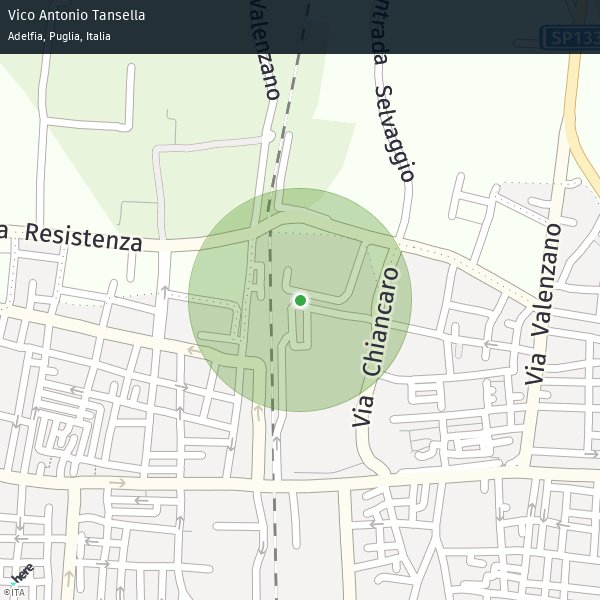 Vico Antonio Tansella
Adelfia, Puglia, Italia
SP133
Valenzano
ntrada Selvaggio
a Resistenza
Via Valenzano
Via Chiancaro
here
©ITA